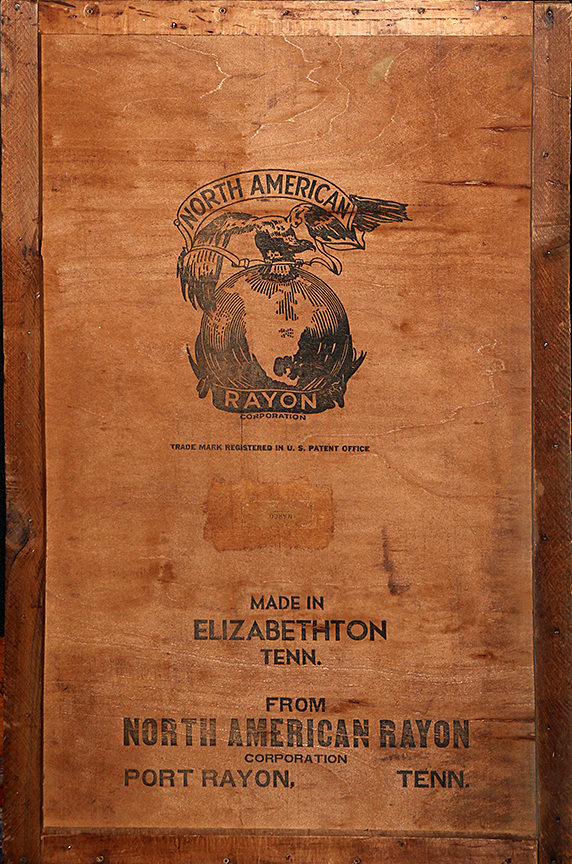 NORTH AMERICAN
RAYON
CORPORATION
TRADE MARK REGISTERED IN U. S. PATENT OFFICE
MADE IN
ELIZABETHTON
TENN.
FROM
NORTH AMERICAN RAYON
CORPORATION
PORT RAYON, TENN.